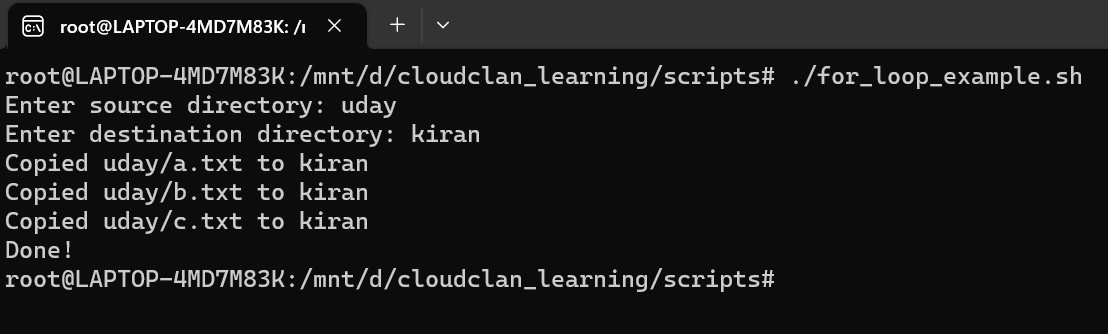 root@LAPTOP-4MD7M83K: /r
root@LAPTOP-4MD7M83K:/mnt/d/cloudclan_learning/scripts# ./for_loop_example.sh
Enter source directory: uday
Enter destination directory: kiran
Copied uday/a.txt to kiran
Copied uday/b.txt to kiran
Copied uday/c.txt to kiran
Done!
root@LAPTOP-4MD7M83K:/mnt/d/cloudclan_learning/scripts#